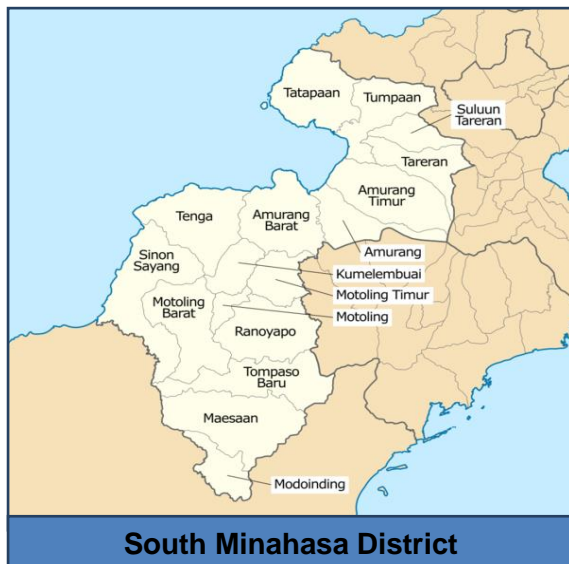 Tatapaan
Tumpaan
Suluun
Tareran
Tareran
Amurang
Timur
Tenga
Amurang
Barat
Amurang
Sinon
Sayang
Kumelembuai
Motoling Timur
Motoling
Barat
Motoling
Ranoyapo
Tompaso
Baru
Maesaan
Modoinding
South Minahasa District